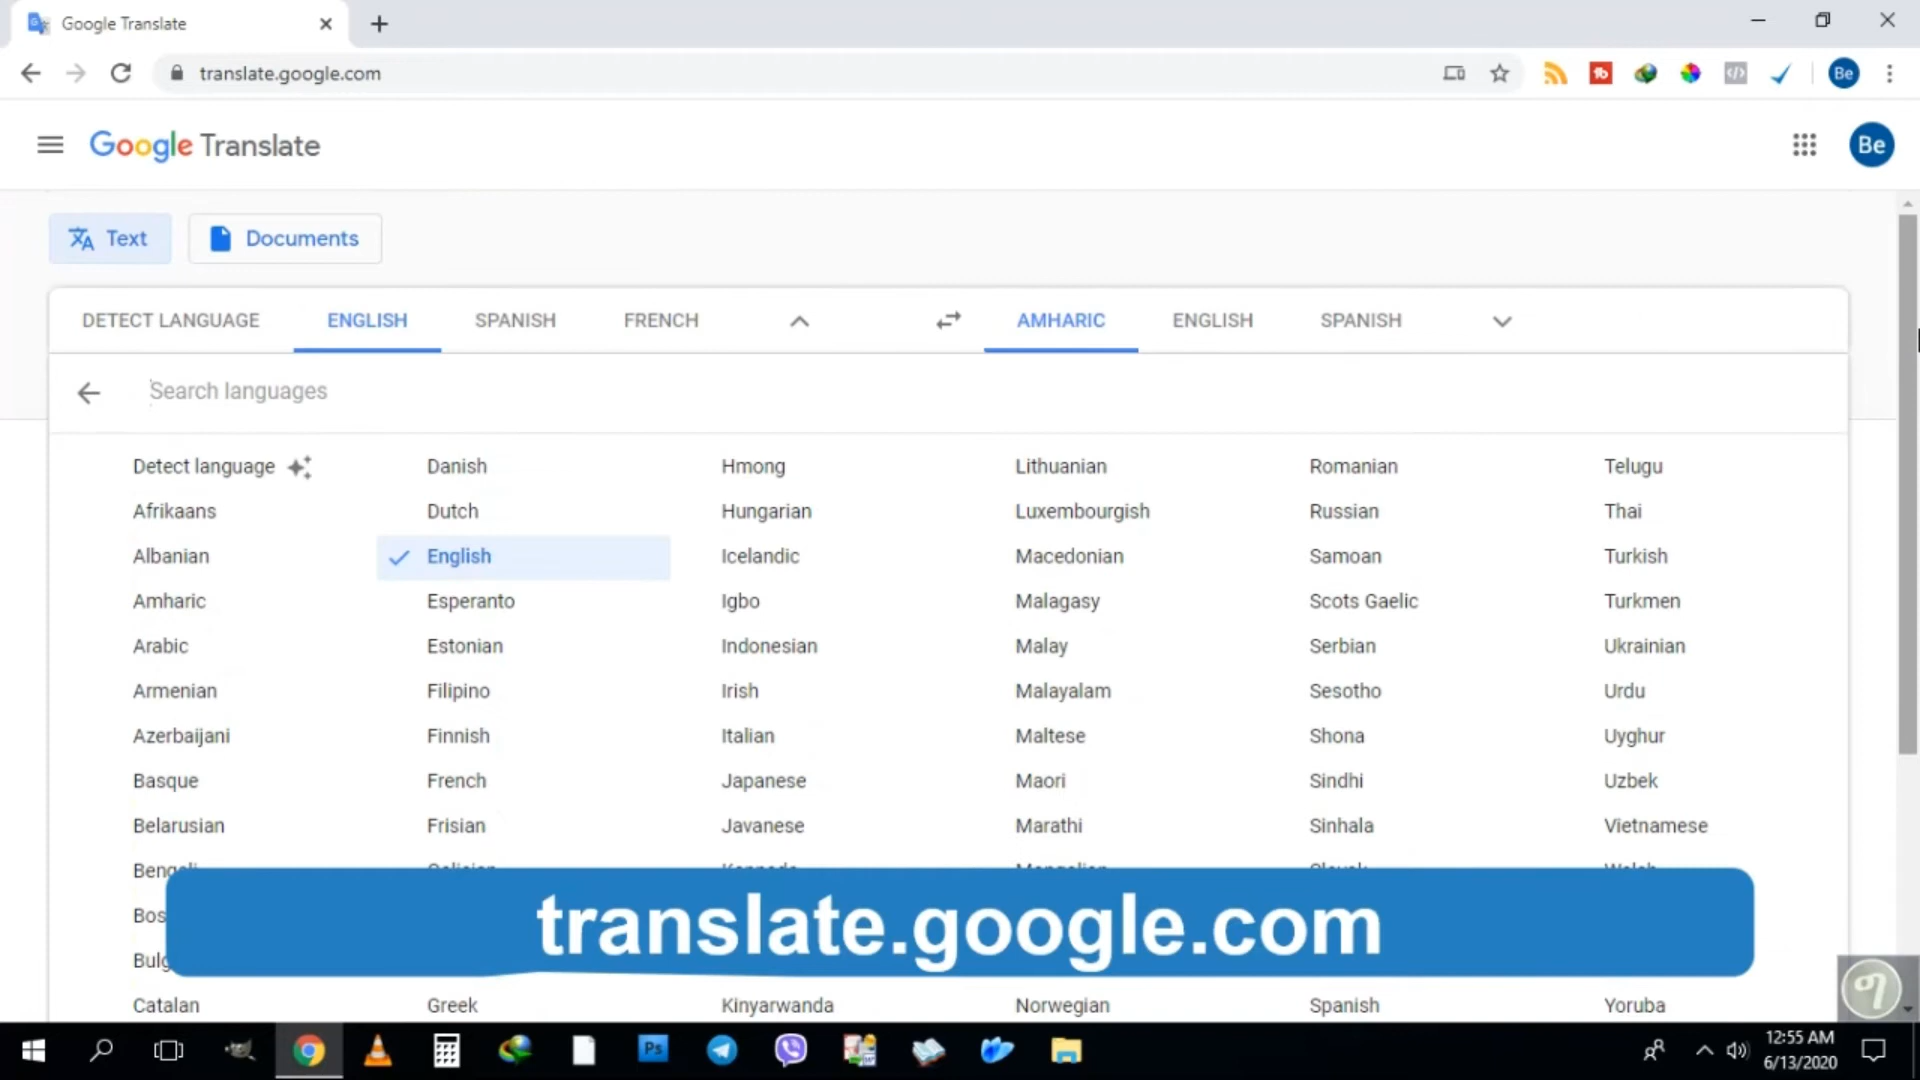 Google Translate
translate.google.com
Be
Google Translate
Be
Text Documents
DETECT LANGUAGE ENGLISH SPANISH FRENCH AMHARIC ENGLISH SPANISH
Search languages
Detect language Danish Hmong Lithuanian Romanian Telugu
Afrikaans Dutch Hungarian Luxembourgish Russian Thai
Albanian English Icelandic Macedonian Samoan Turkish
Amharic Esperanto Igbo Malagasy Scots Gaelic Turkmen
Arabic Estonian Indonesian Malay Serbian Ukrainian
Armenian Filipino Irish Malayalam Sesotho Urdu
Azerbaijani Finnish Italian Maltese Shona Uyghur
Basque French Japanese Maori Sindhi Uzbek
Belarusian Frisian Javanese Marathi Sinhala Vietnamese
translate.google.com
Catalan Greek Kinyarwanda Norwegian Spanish Yoruba
Ps
12:55 AM
6/13/2020